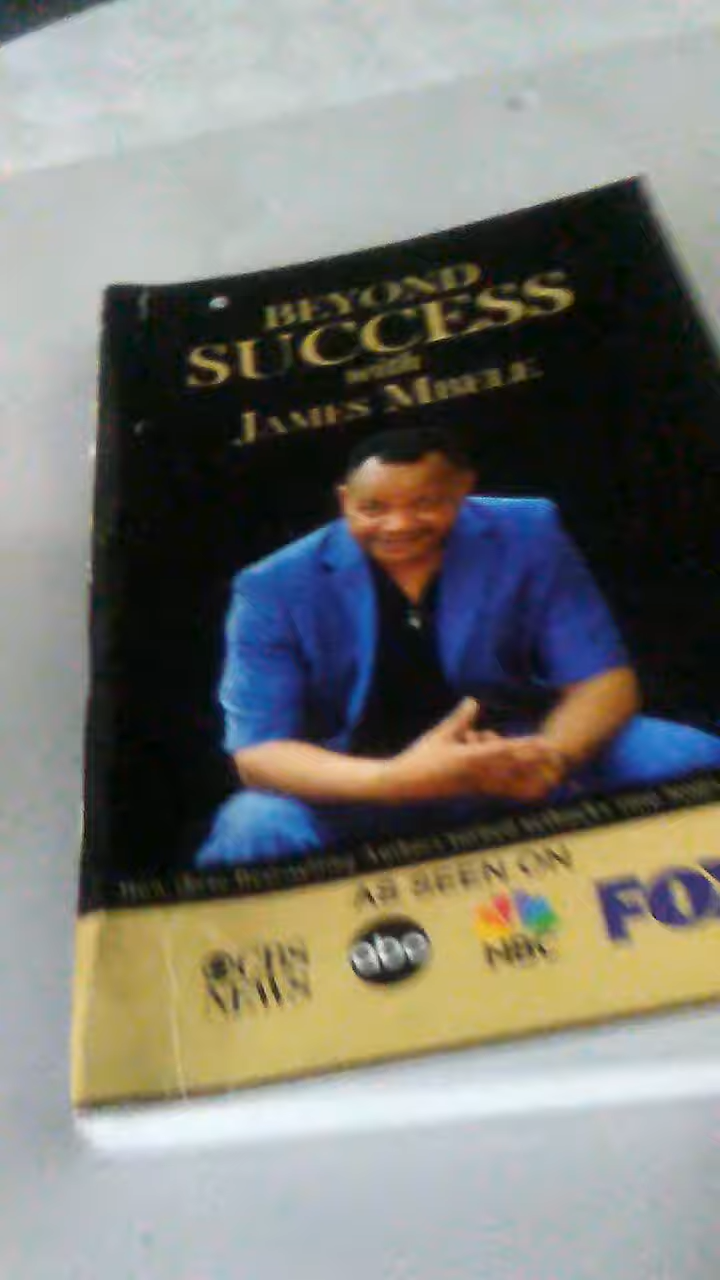 BEYOND
SUCCESS
with
JAMES MBELE
AS SEEN ON
CBS NEWS
abc
NBC
FOX